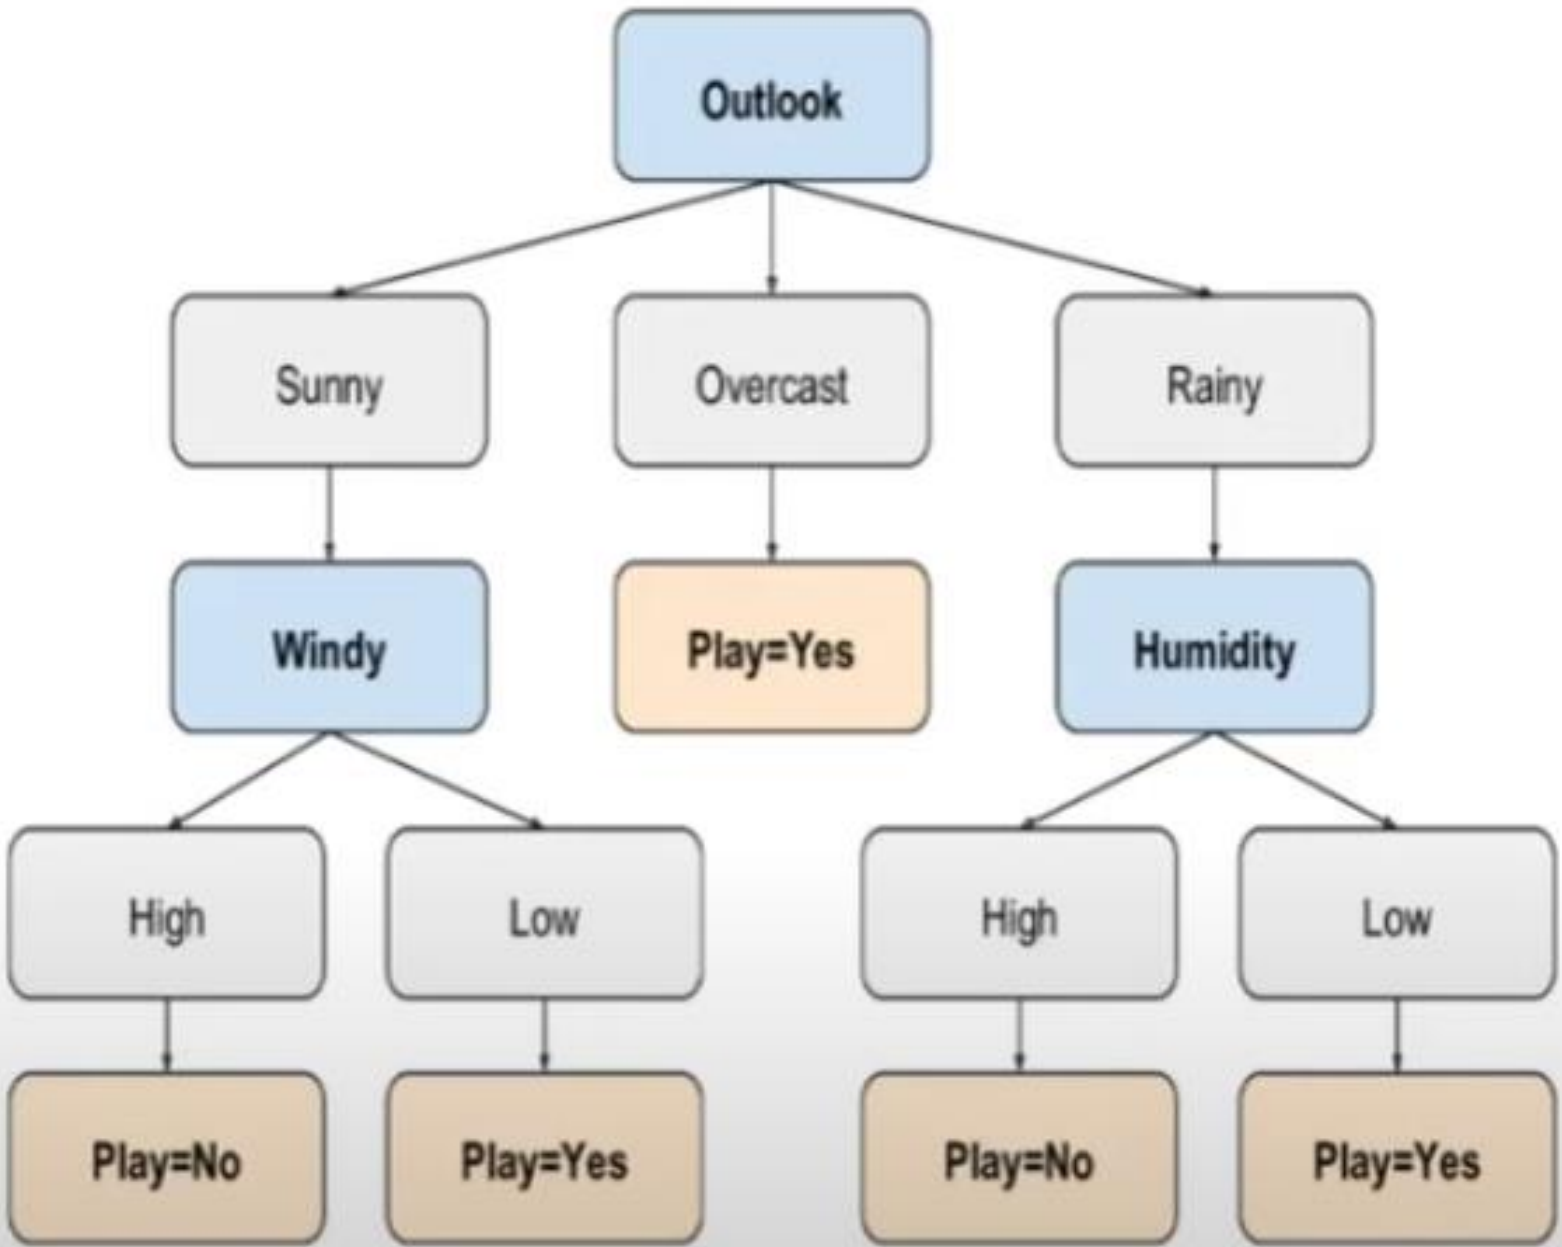 Outlook
Sunny
Overcast
Rainy
Windy
Play=Yes
Humidity
High
Low
High
Low
Play=No
Play=Yes
Play=No
Play=Yes